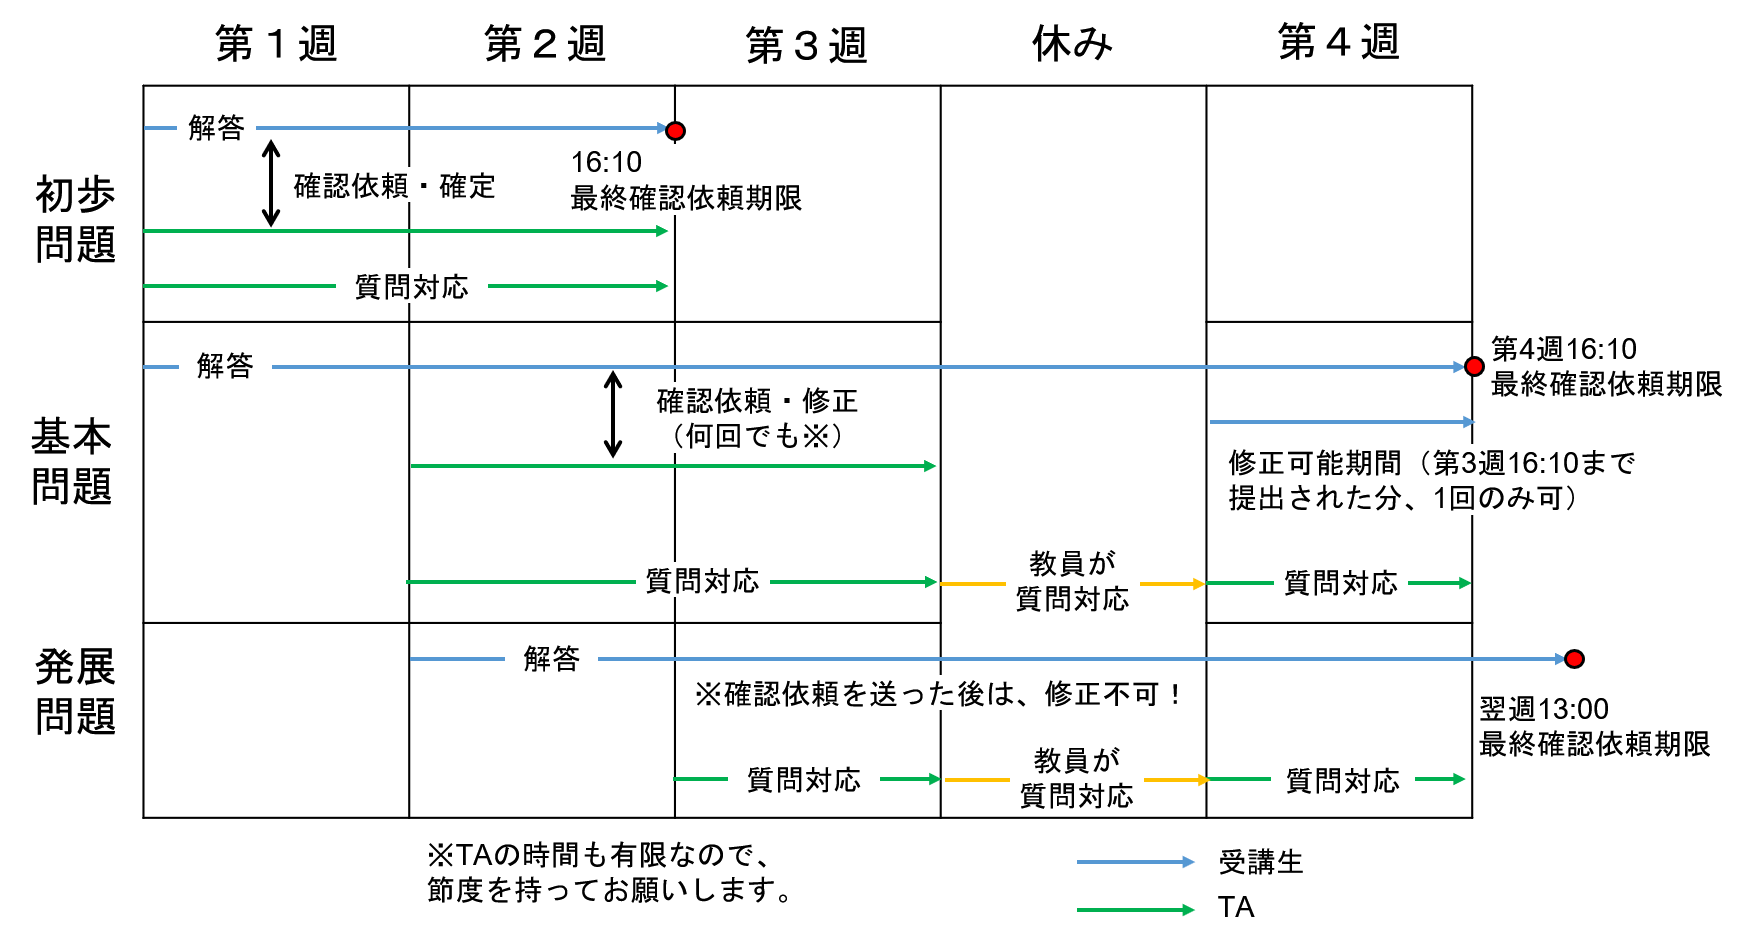 第１週
第２週
第３週
休み
第４週
初歩
問題
解答
確認依頼・確定
16:10
最終確認依頼期限
質問対応
基本
問題
解答
確認依頼・修正
（何回でも※）
第4週16:10
最終確認依頼期限
修正可能期間（第3週16:10まで
提出された分、1回のみ可）
質問対応
教員が
質問対応
質問対応
発展
問題
解答
※確認依頼を送った後は、修正不可！
翌週13:00
最終確認依頼期限
質問対応
教員が
質問対応
質問対応
※TAの時間も有限なので、
節度を持ってお願いします。
受講生
TA